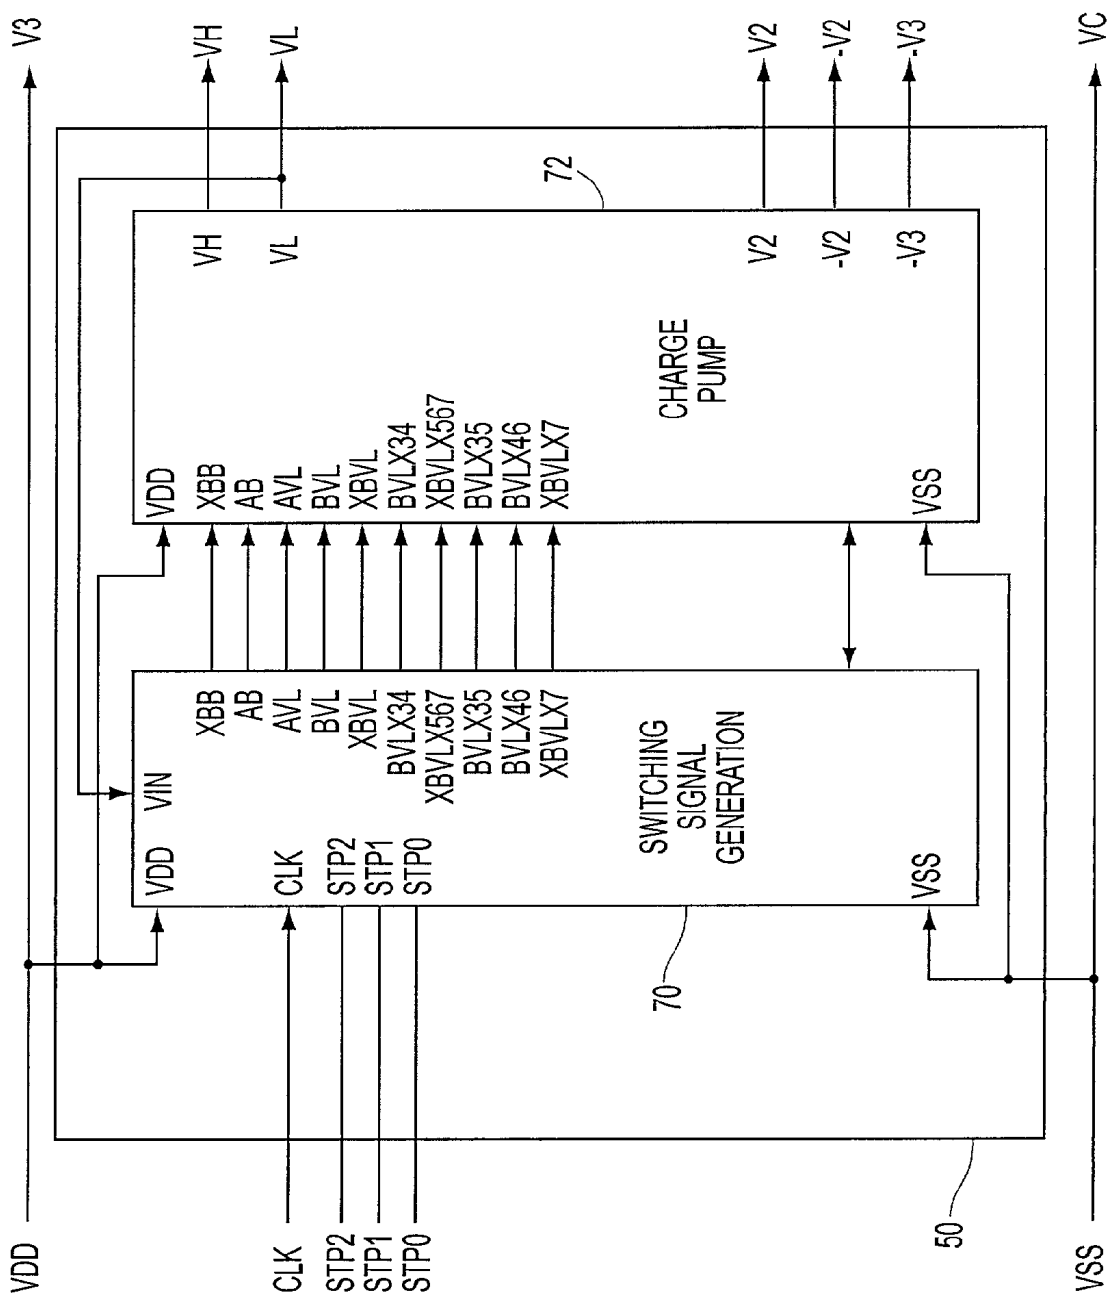 VDD
V3
CLK
STP2
STP1
STP0
VSS
VC
50
70
VDD
VIN
CLK
STP2
STP1
STP0
VSS
XBB
AB
AVL
BVL
XBVL
BVLX34
XBVLX567
BVLX35
BVLX46
XBVLX7
SWITCHING
SIGNAL
GENERATION
72
VDD
XBB
AB
AVL
BVL
XBVL
BVLX34
XBVLX567
BVLX35
BVLX46
XBVLX7
VSS
CHARGE
PUMP
VH
VL
V2
-V2
-V3
VH
VL
V2
-V2
-V3